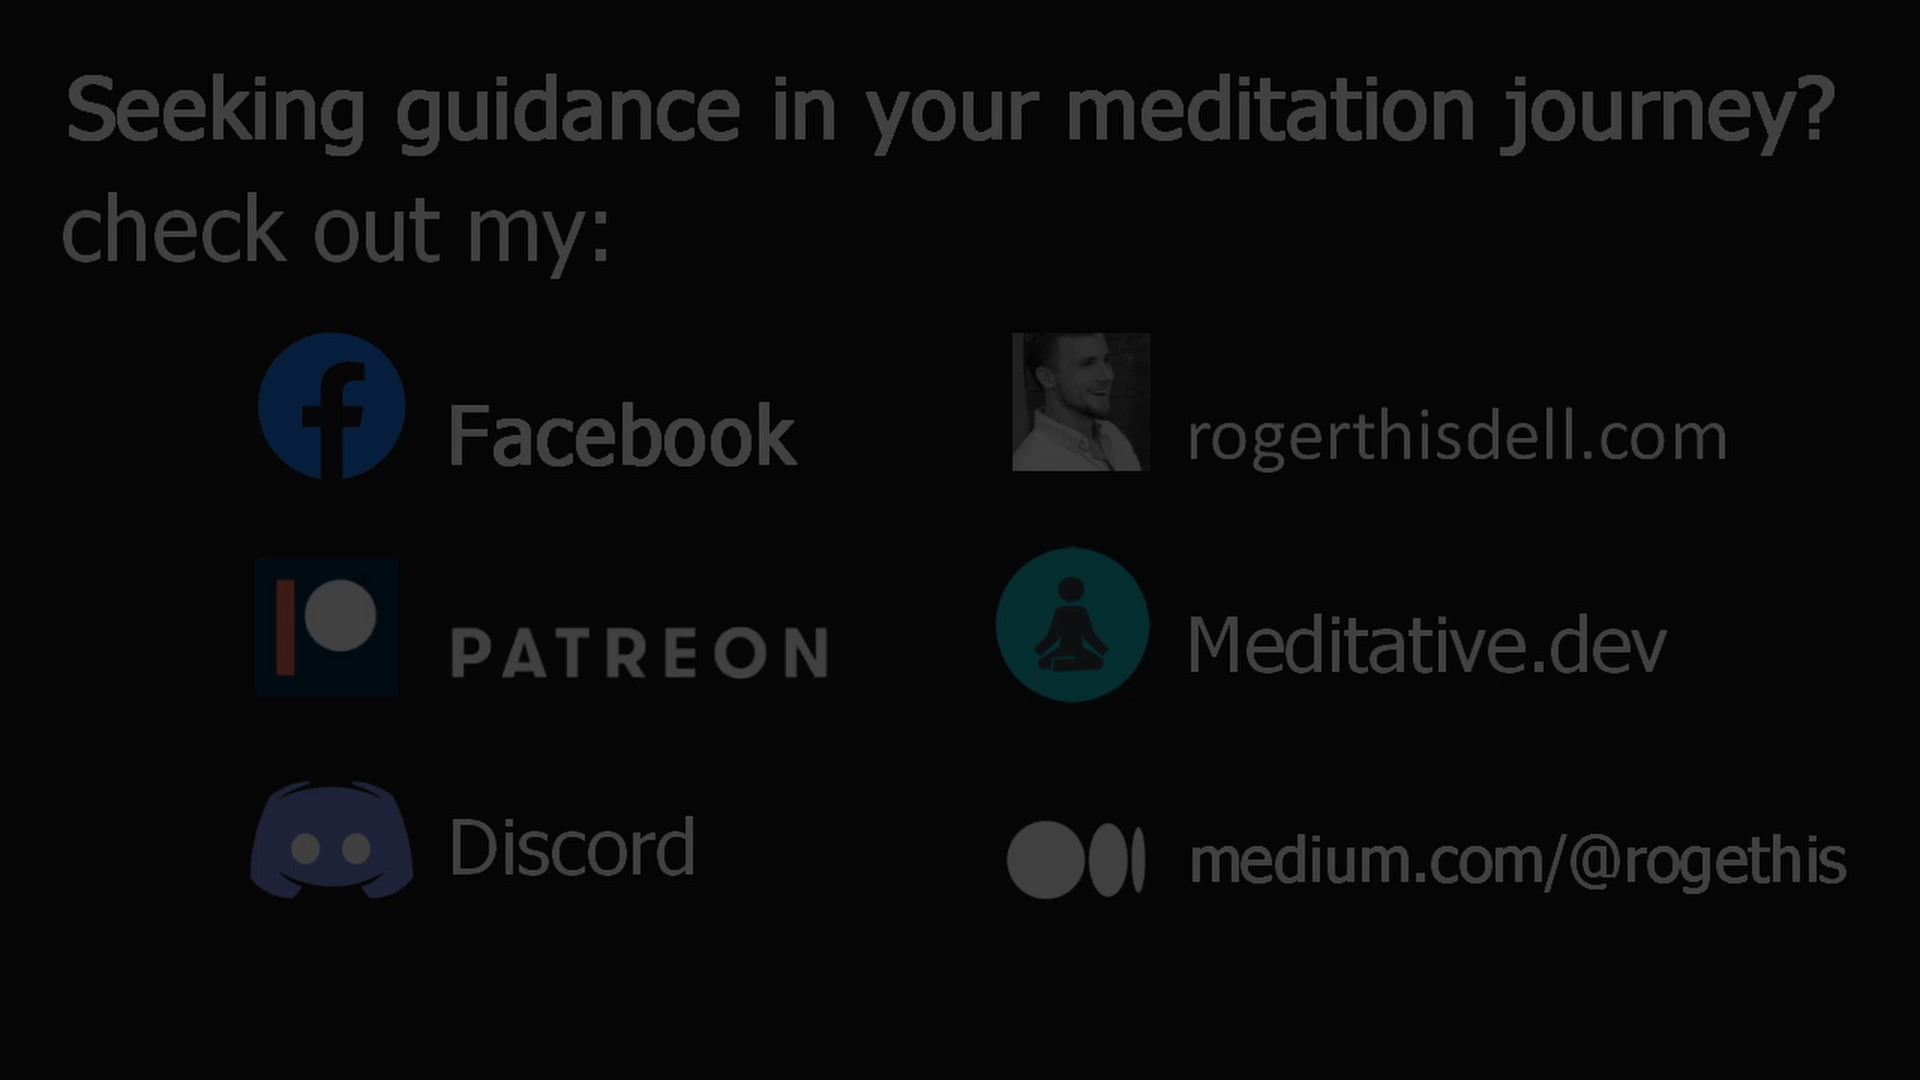 Seeking guidance in your meditation journey?
check out my:
Facebook
rogerthisdell.com
PATREON
Meditative.dev
Discord
medium.com/@rogethis